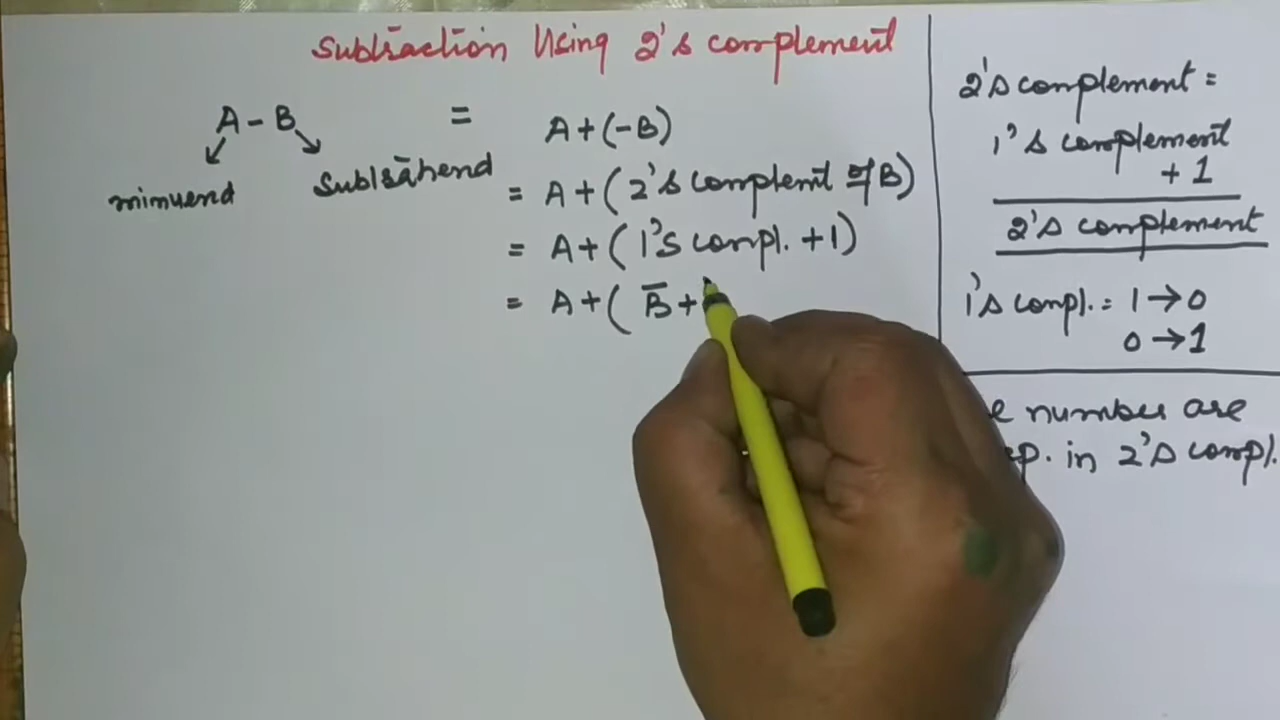 Subtraction Using 2's complement
A - B = A + (-B)
minuend
Subtrahend
= A + ( 2's complemnt of B)
= A + ( 1's compl. + 1)
= A + ( B̅ +
2's complement =
1's complement
+ 1
2's complement
1's compl. = 1 → 0
0 → 1
number are
in 2's compl.